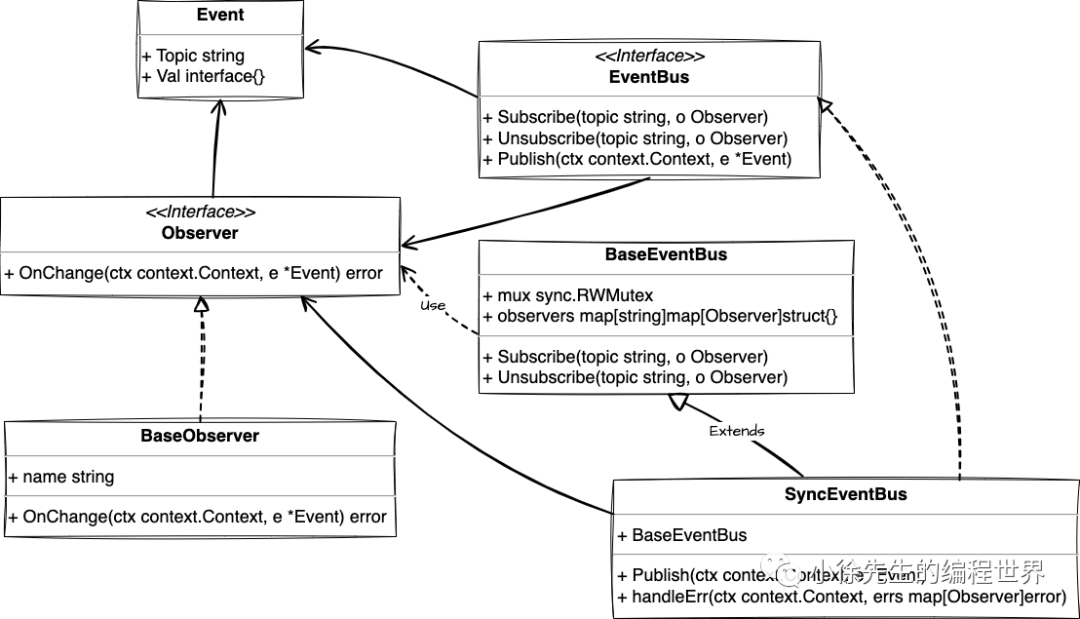 Event
+ Topic string
+ Val interface{}
<<Interface>>
EventBus
+ Subscribe(topic string, o Observer)
+ Unsubscribe(topic string, o Observer)
+ Publish(ctx context.Context, e *Event)
<<Interface>>
Observer
+ OnChange(ctx context.Context, e *Event) error
BaseEventBus
+ mux sync.RWMutex
+ observers map[string]map[Observer]struct{}
+ Subscribe(topic string, o Observer)
+ Unsubscribe(topic string, o Observer)
Use
Extends
BaseObserver
+ name string
+ OnChange(ctx context.Context, e *Event) error
SyncEventBus
+ BaseEventBus
+ Publish(ctx context.Context, e *Event)
小徐先生的编程世界
+ handleErr(ctx context.Context, errs map[Observer]error)